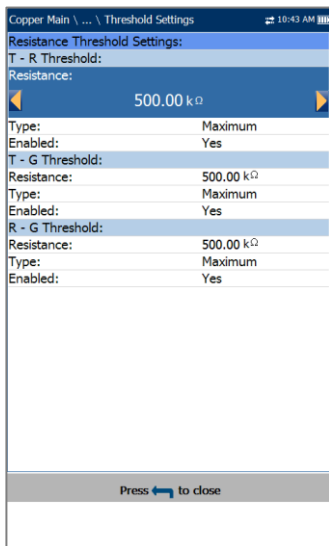 Copper Main \ ... \ Threshold Settings 10:43 AM
Resistance Threshold Settings:
T - R Threshold:
Resistance:
500.00 kΩ
Type: Maximum
Enabled: Yes
T - G Threshold:
Resistance: 500.00 kΩ
Type: Maximum
Enabled: Yes
R - G Threshold:
Resistance: 500.00 kΩ
Type: Maximum
Enabled: Yes
Press to close